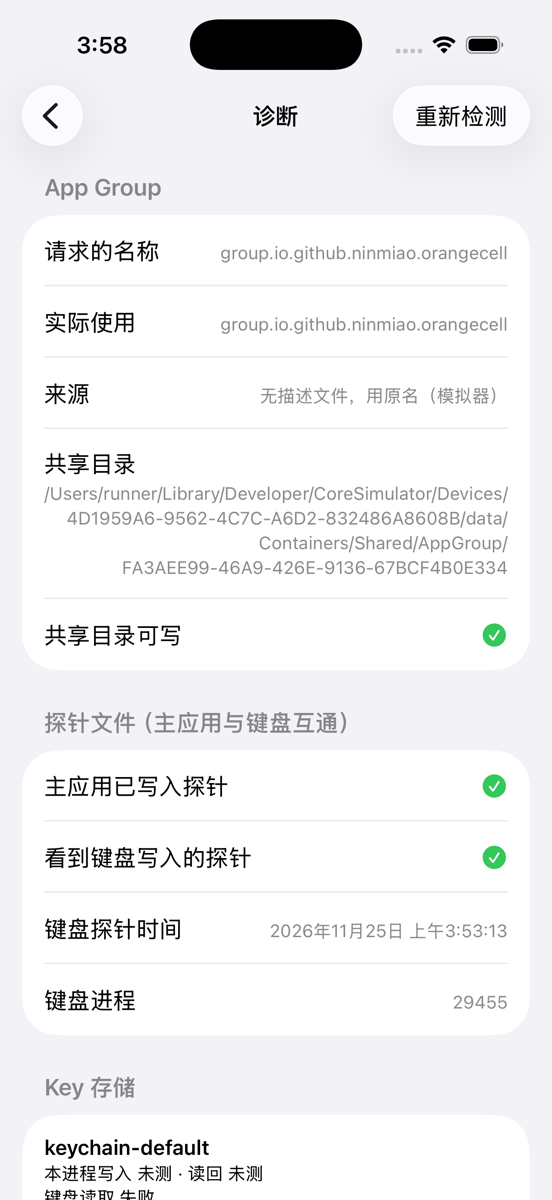 3:58
诊断
重新检测
App Group
请求的名称
group.io.github.ninmiao.orangecell
实际使用
group.io.github.ninmiao.orangecell
来源
无描述文件，用原名（模拟器）
共享目录
/Users/runner/Library/Developer/CoreSimulator/Devices/
4D1959A6-9562-4C7C-A6D2-832486A8608B/data/
Containers/Shared/AppGroup/
FA3AEE99-46A9-426E-9136-67BCF4B0E334
共享目录可写
探针文件（主应用与键盘互通）
主应用已写入探针
看到键盘写入的探针
键盘探针时间
2026年11月25日 上午3:53:13
键盘进程
29455
Key 存储
keychain-default
本进程写入 未测 · 读回 未测
键盘读取 失败